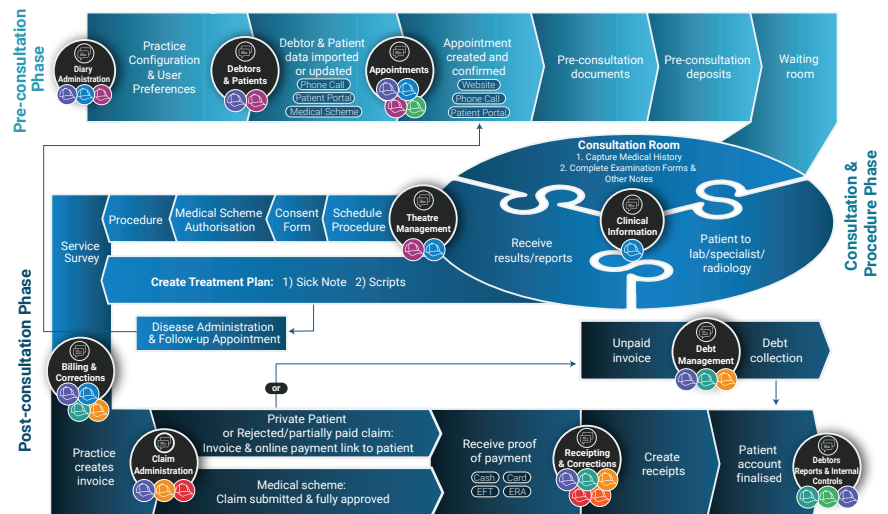 Pre-consultation
Phase
Diary
Administration
Practice
Configuration
& User
Preferences
Debtors
& Patients
Debtor & Patient
data imported
or updated
Phone Call
Patient Portal
Medical Scheme
Appointments
Appointment
created and
confirmed
Website
Phone Call
Patient Portal
Pre-consultation
documents
Pre-consultation
deposits
Waiting
room
Consultation &
Procedure Phase
Consultation Room
1. Capture Medical History
2. Complete Examination Forms &
Other Notes
Clinical
Information
Receive
results/reports
Patient to
lab/specialist/
radiology
Theatre
Management
Schedule
Procedure
Consent
Form
Medical Scheme
Authorisation
Procedure
Service
Survey
Create Treatment Plan: 1) Sick Note 2) Scripts
Disease Administration
& Follow-up Appointment
Post-consultation Phase
Billing &
Corrections
Practice
creates
invoice
Claim
Administration
or
Private Patient
or Rejected/partially paid claim:
Invoice & online payment link to patient
Medical scheme:
Claim submitted & fully approved
Unpaid
invoice
Debt
Management
Debt
collection
Receive proof
of payment
Cash
Card
EFT
ERA
Receipting
& Corrections
Create
receipts
Patient
account
finalised
Debtors
Reports & Internal
Controls